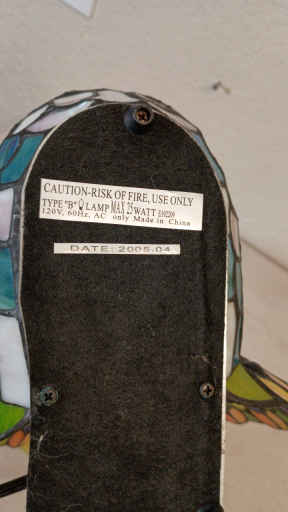 CAUTION-RISK OF FIRE, USE ONLY
TYPE "B" LAMP MAX 25 WATT E102209
120V, 60Hz, AC only Made in China
DATE: 2005.04